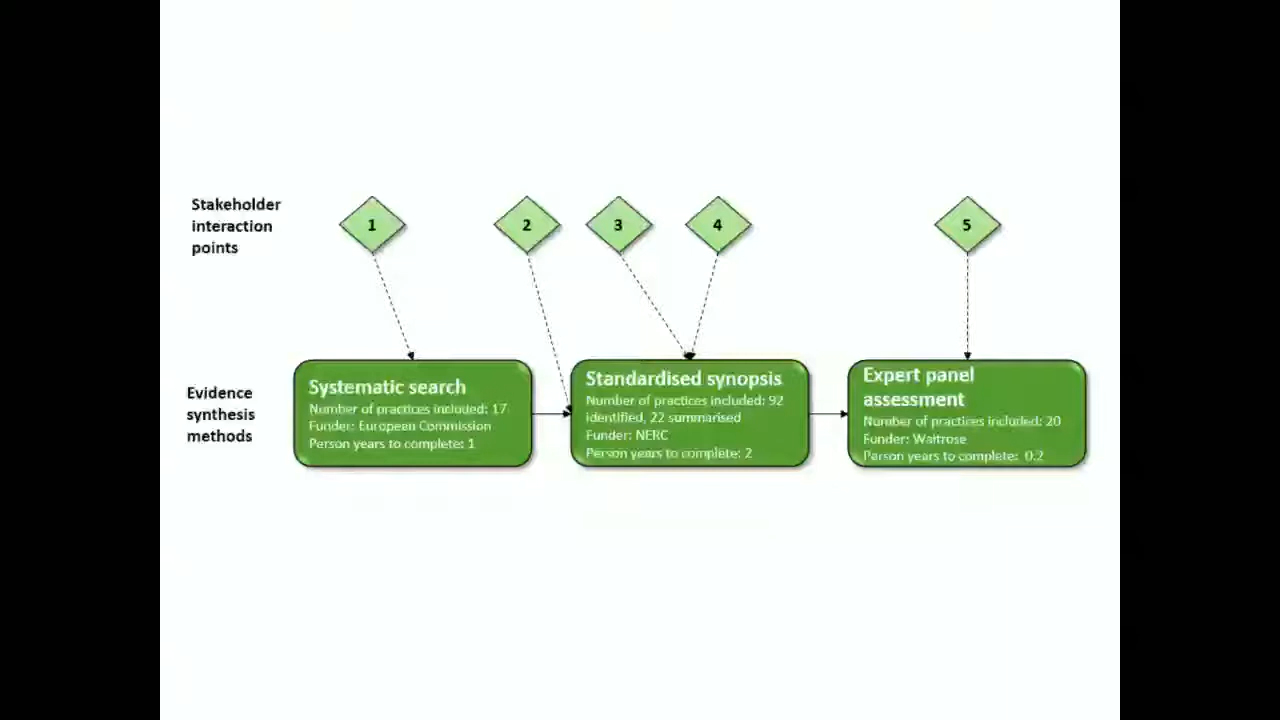 Stakeholder
interaction
points
1
2
3
4
5
Evidence
synthesis
methods
Systematic search
Number of practices included: 17
Funder: European Commission
Person years to complete: 1
Standardised synopsis
Number of practices included: 92
identified, 22 summarised
Funder: NERC
Person years to complete: 2
Expert panel
assessment
Number of practices included: 20
Funder: Waitrose
Person years to complete: 0.2